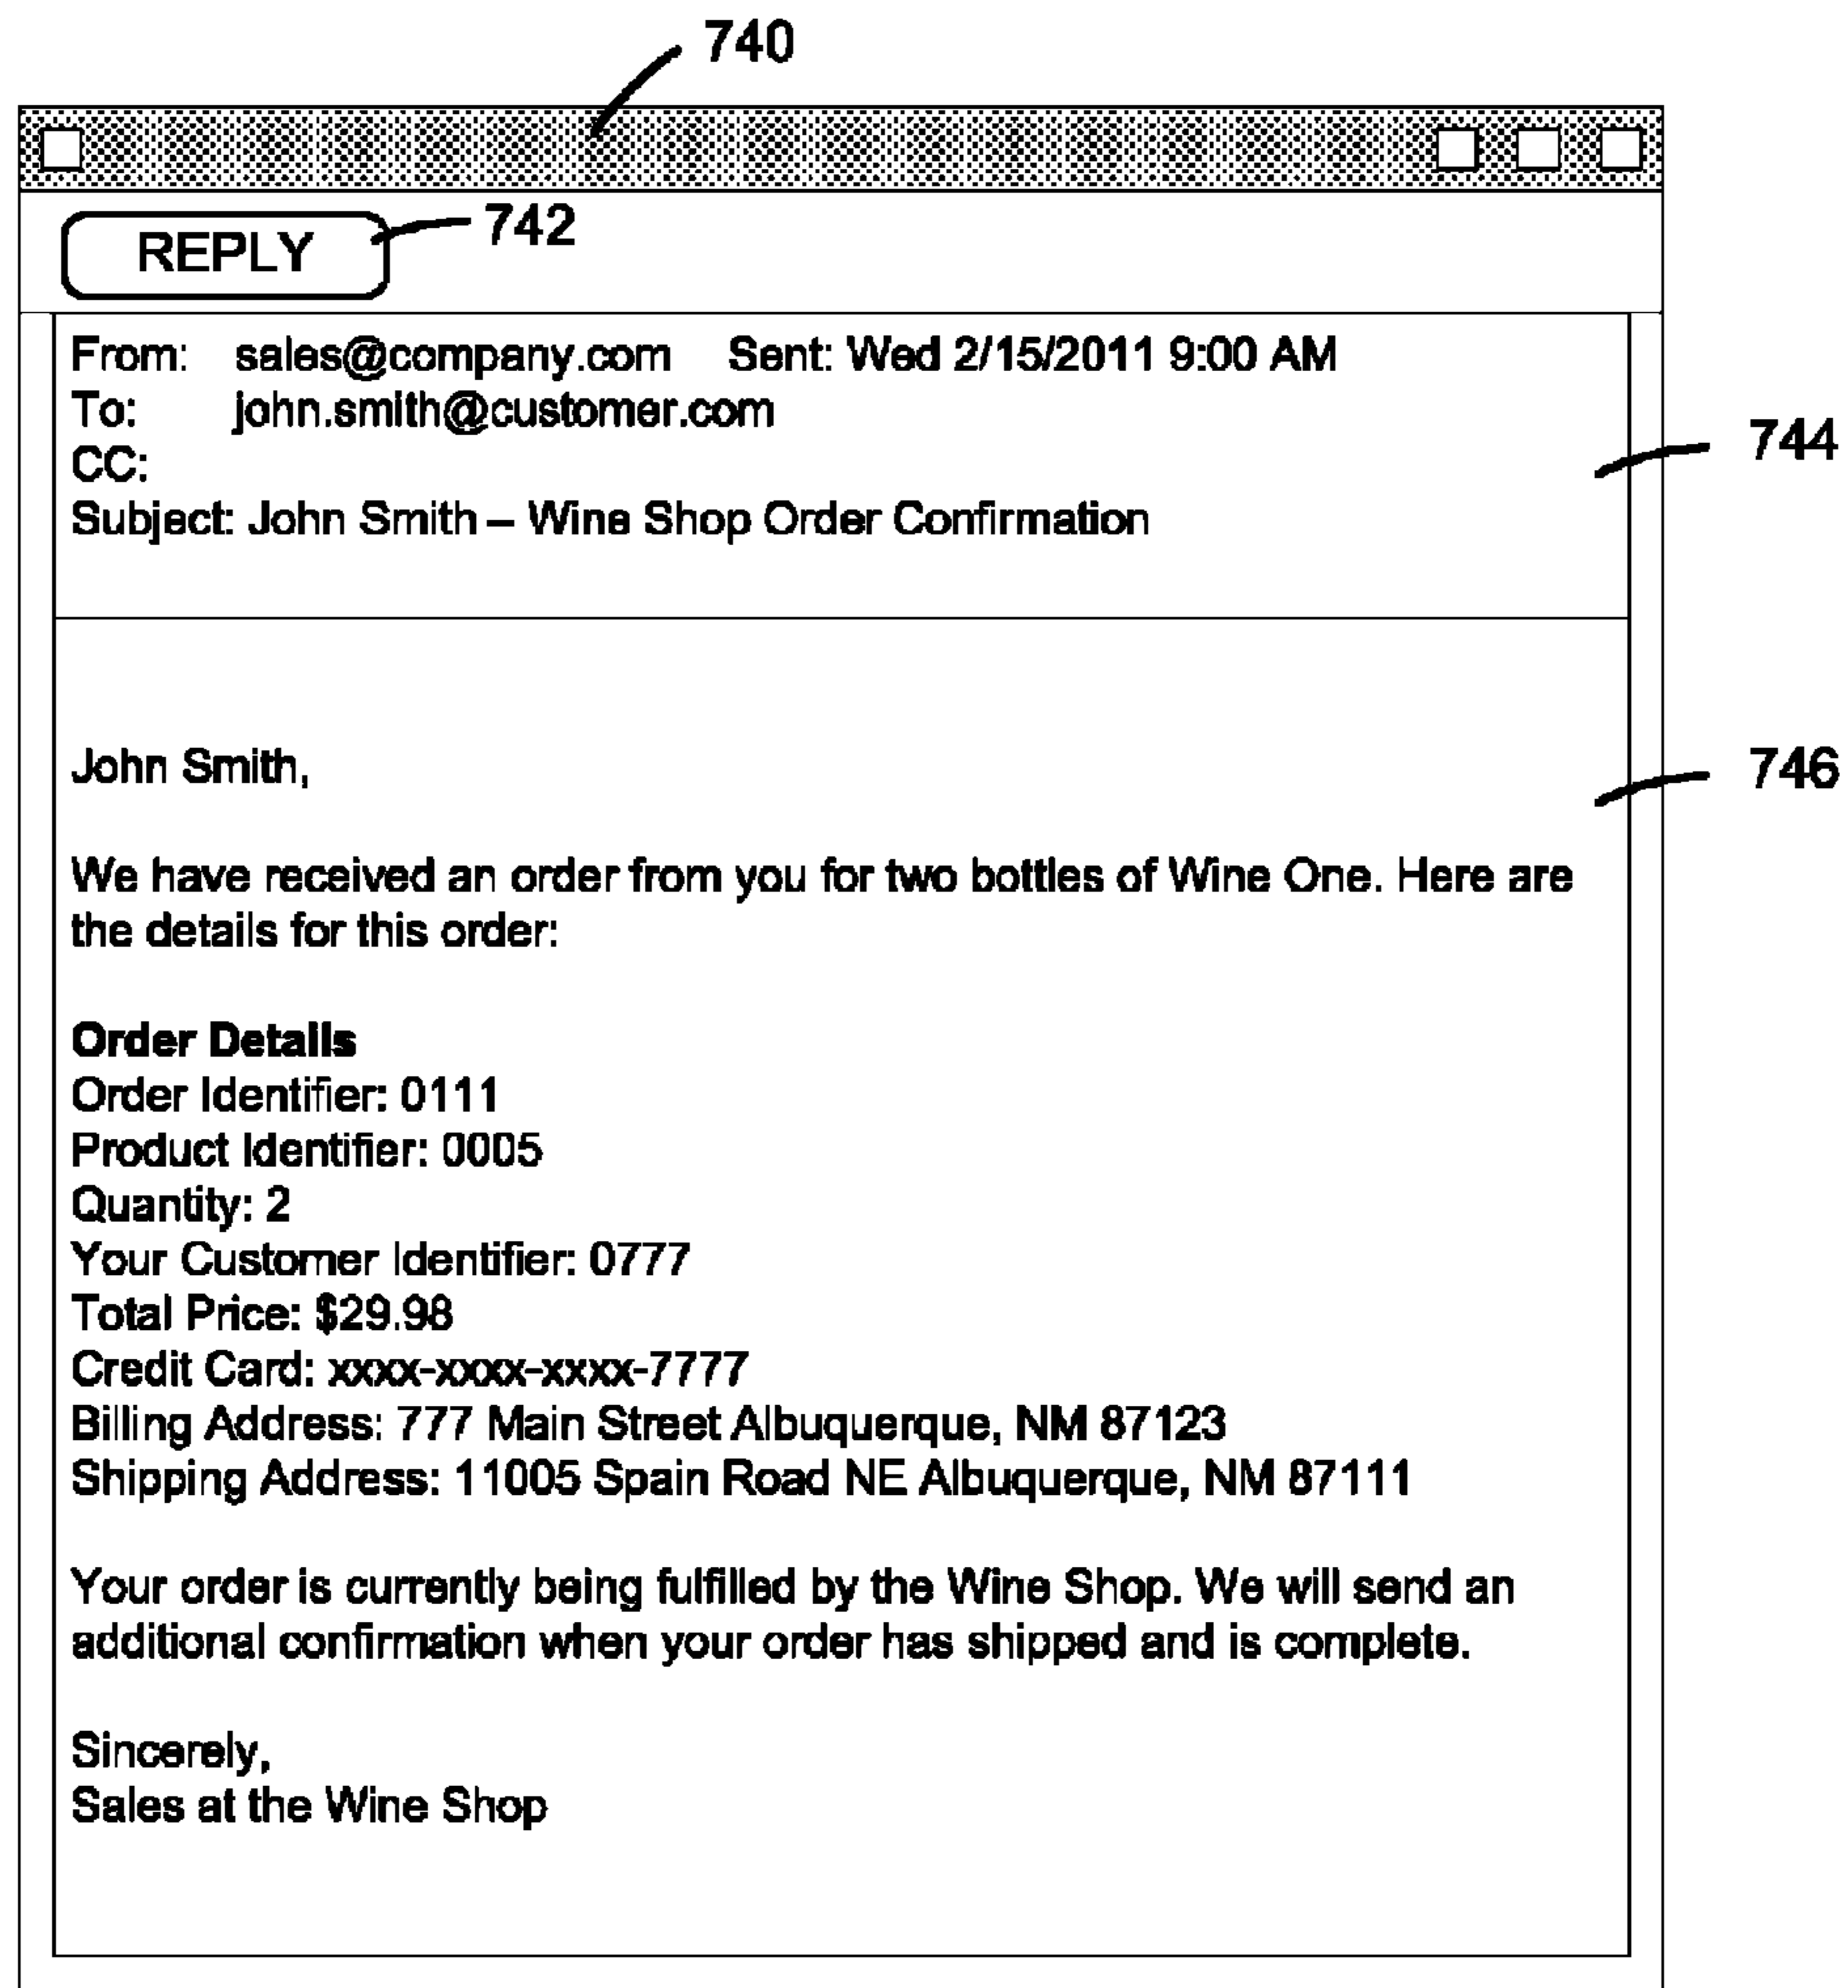 740
REPLY 742
From: sales@company.com Sent: Wed 2/15/2011 9:00 AM
To: john.smith@customer.com
CC:
744
Subject: John Smith – Wine Shop Order Confirmation
John Smith,
746
We have received an order from you for two bottles of Wine One. Here are
the details for this order:
Order Details
Order Identifier: 0111
Product Identifier: 0005
Quantity: 2
Your Customer Identifier: 0777
Total Price: $29.98
Credit Card: xxxx-xxxx-xxxx-7777
Billing Address: 777 Main Street Albuquerque, NM 87123
Shipping Address: 11005 Spain Road NE Albuquerque, NM 87111
Your order is currently being fulfilled by the Wine Shop. We will send an
additional confirmation when your order has shipped and is complete.
Sincerely,
Sales at the Wine Shop